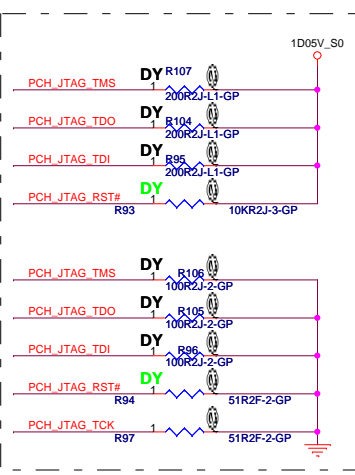 1D05V_S0
PCH_JTAG_TMS DY 1 R107 200R2J-L1-GP
PCH_JTAG_TDO DY 1 R104 200R2J-L1-GP
PCH_JTAG_TDI DY 1 R95 200R2J-L1-GP
PCH_JTAG_RST# DY 1
R93 10KR2J-3-GP
PCH_JTAG_TMS DY 1 R106 100R2J-2-GP
PCH_JTAG_TDO DY 1 R105 100R2J-2-GP
PCH_JTAG_TDI DY 1 R96 100R2J-2-GP
PCH_JTAG_RST# DY 1
R94 51R2F-2-GP
PCH_JTAG_TCK 1
R97 51R2F-2-GP